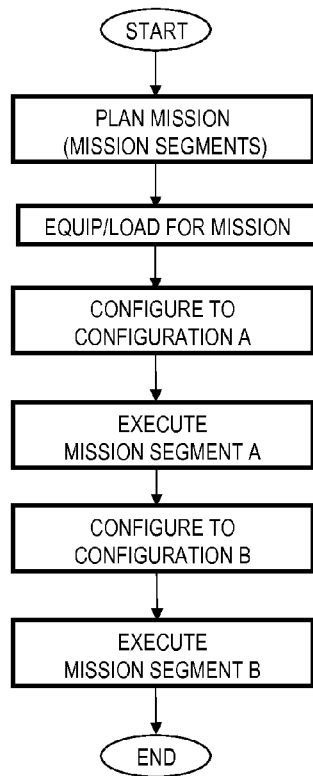 START
PLAN MISSION
(MISSION SEGMENTS)
EQUIP/LOAD FOR MISSION
CONFIGURE TO
CONFIGURATION A
EXECUTE
MISSION SEGMENT A
CONFIGURE TO
CONFIGURATION B
EXECUTE
MISSION SEGMENT B
END